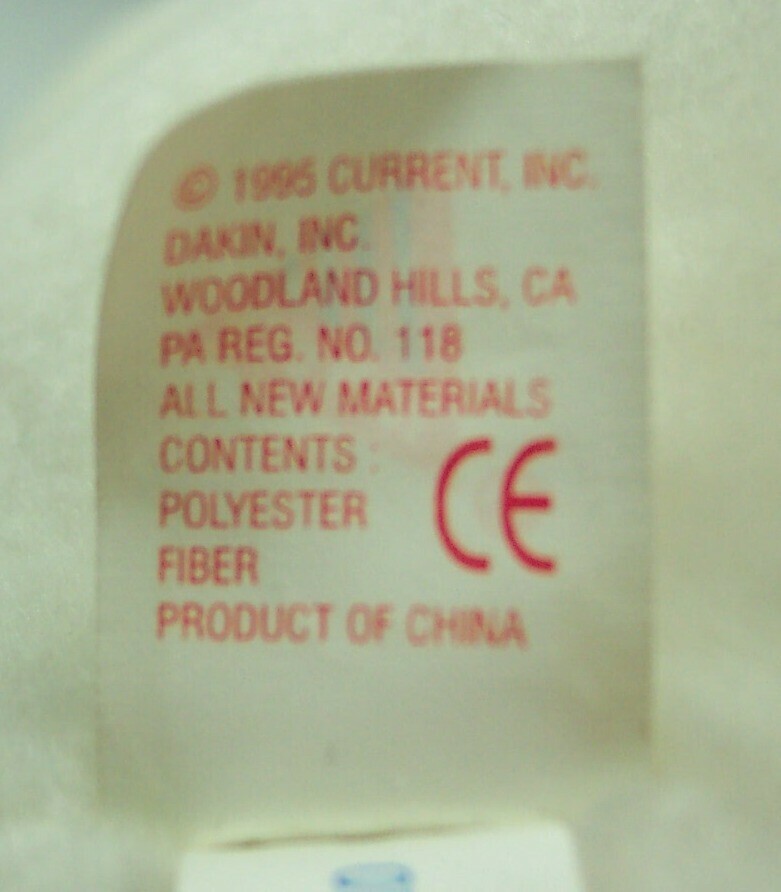 © 1995 CURRENT, INC.
DAKIN, INC.
WOODLAND HILLS, CA
PA REG. NO. 118
ALL NEW MATERIALS
CONTENTS :
POLYESTER
FIBER
CE
PRODUCT OF CHINA